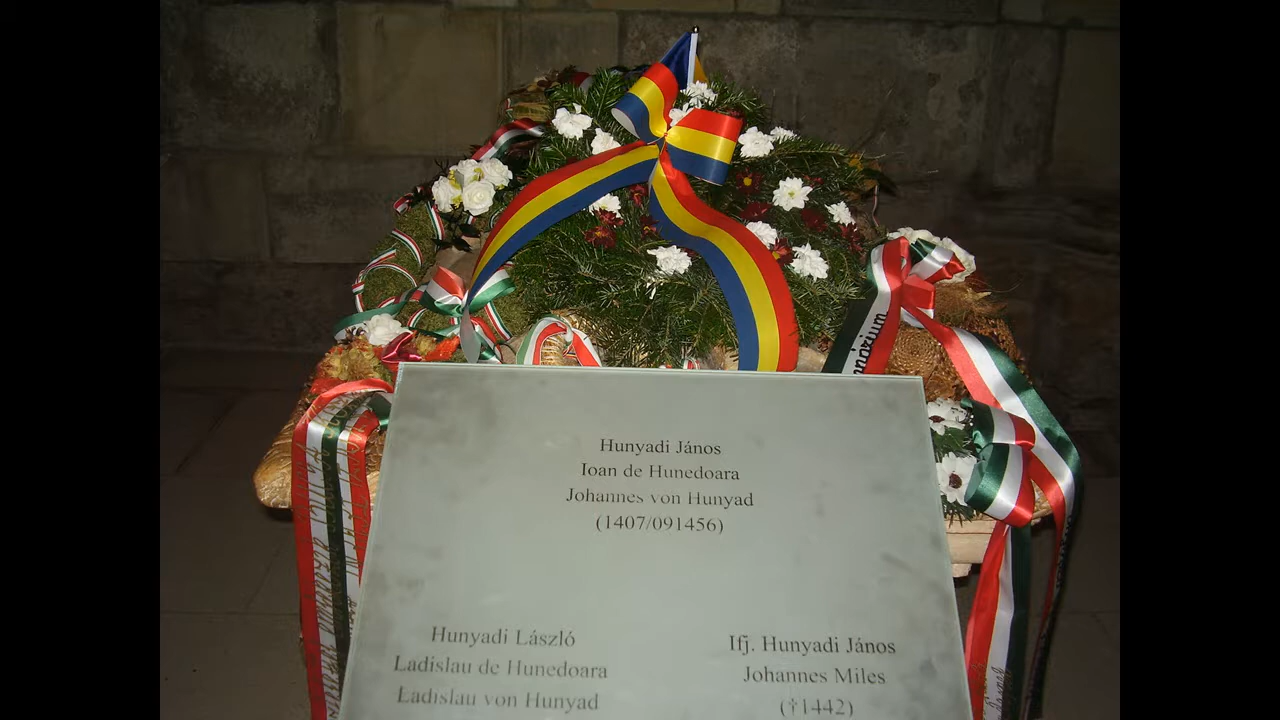 Hunyadi János
Ioan de Hunedoara
Johannes von Hunyad
(1407/091456)
Hunyadi László
Ladislau de Hunedoara
Ladislau von Hunyad
Ifj. Hunyadi János
Johannes Miles
(†1442)